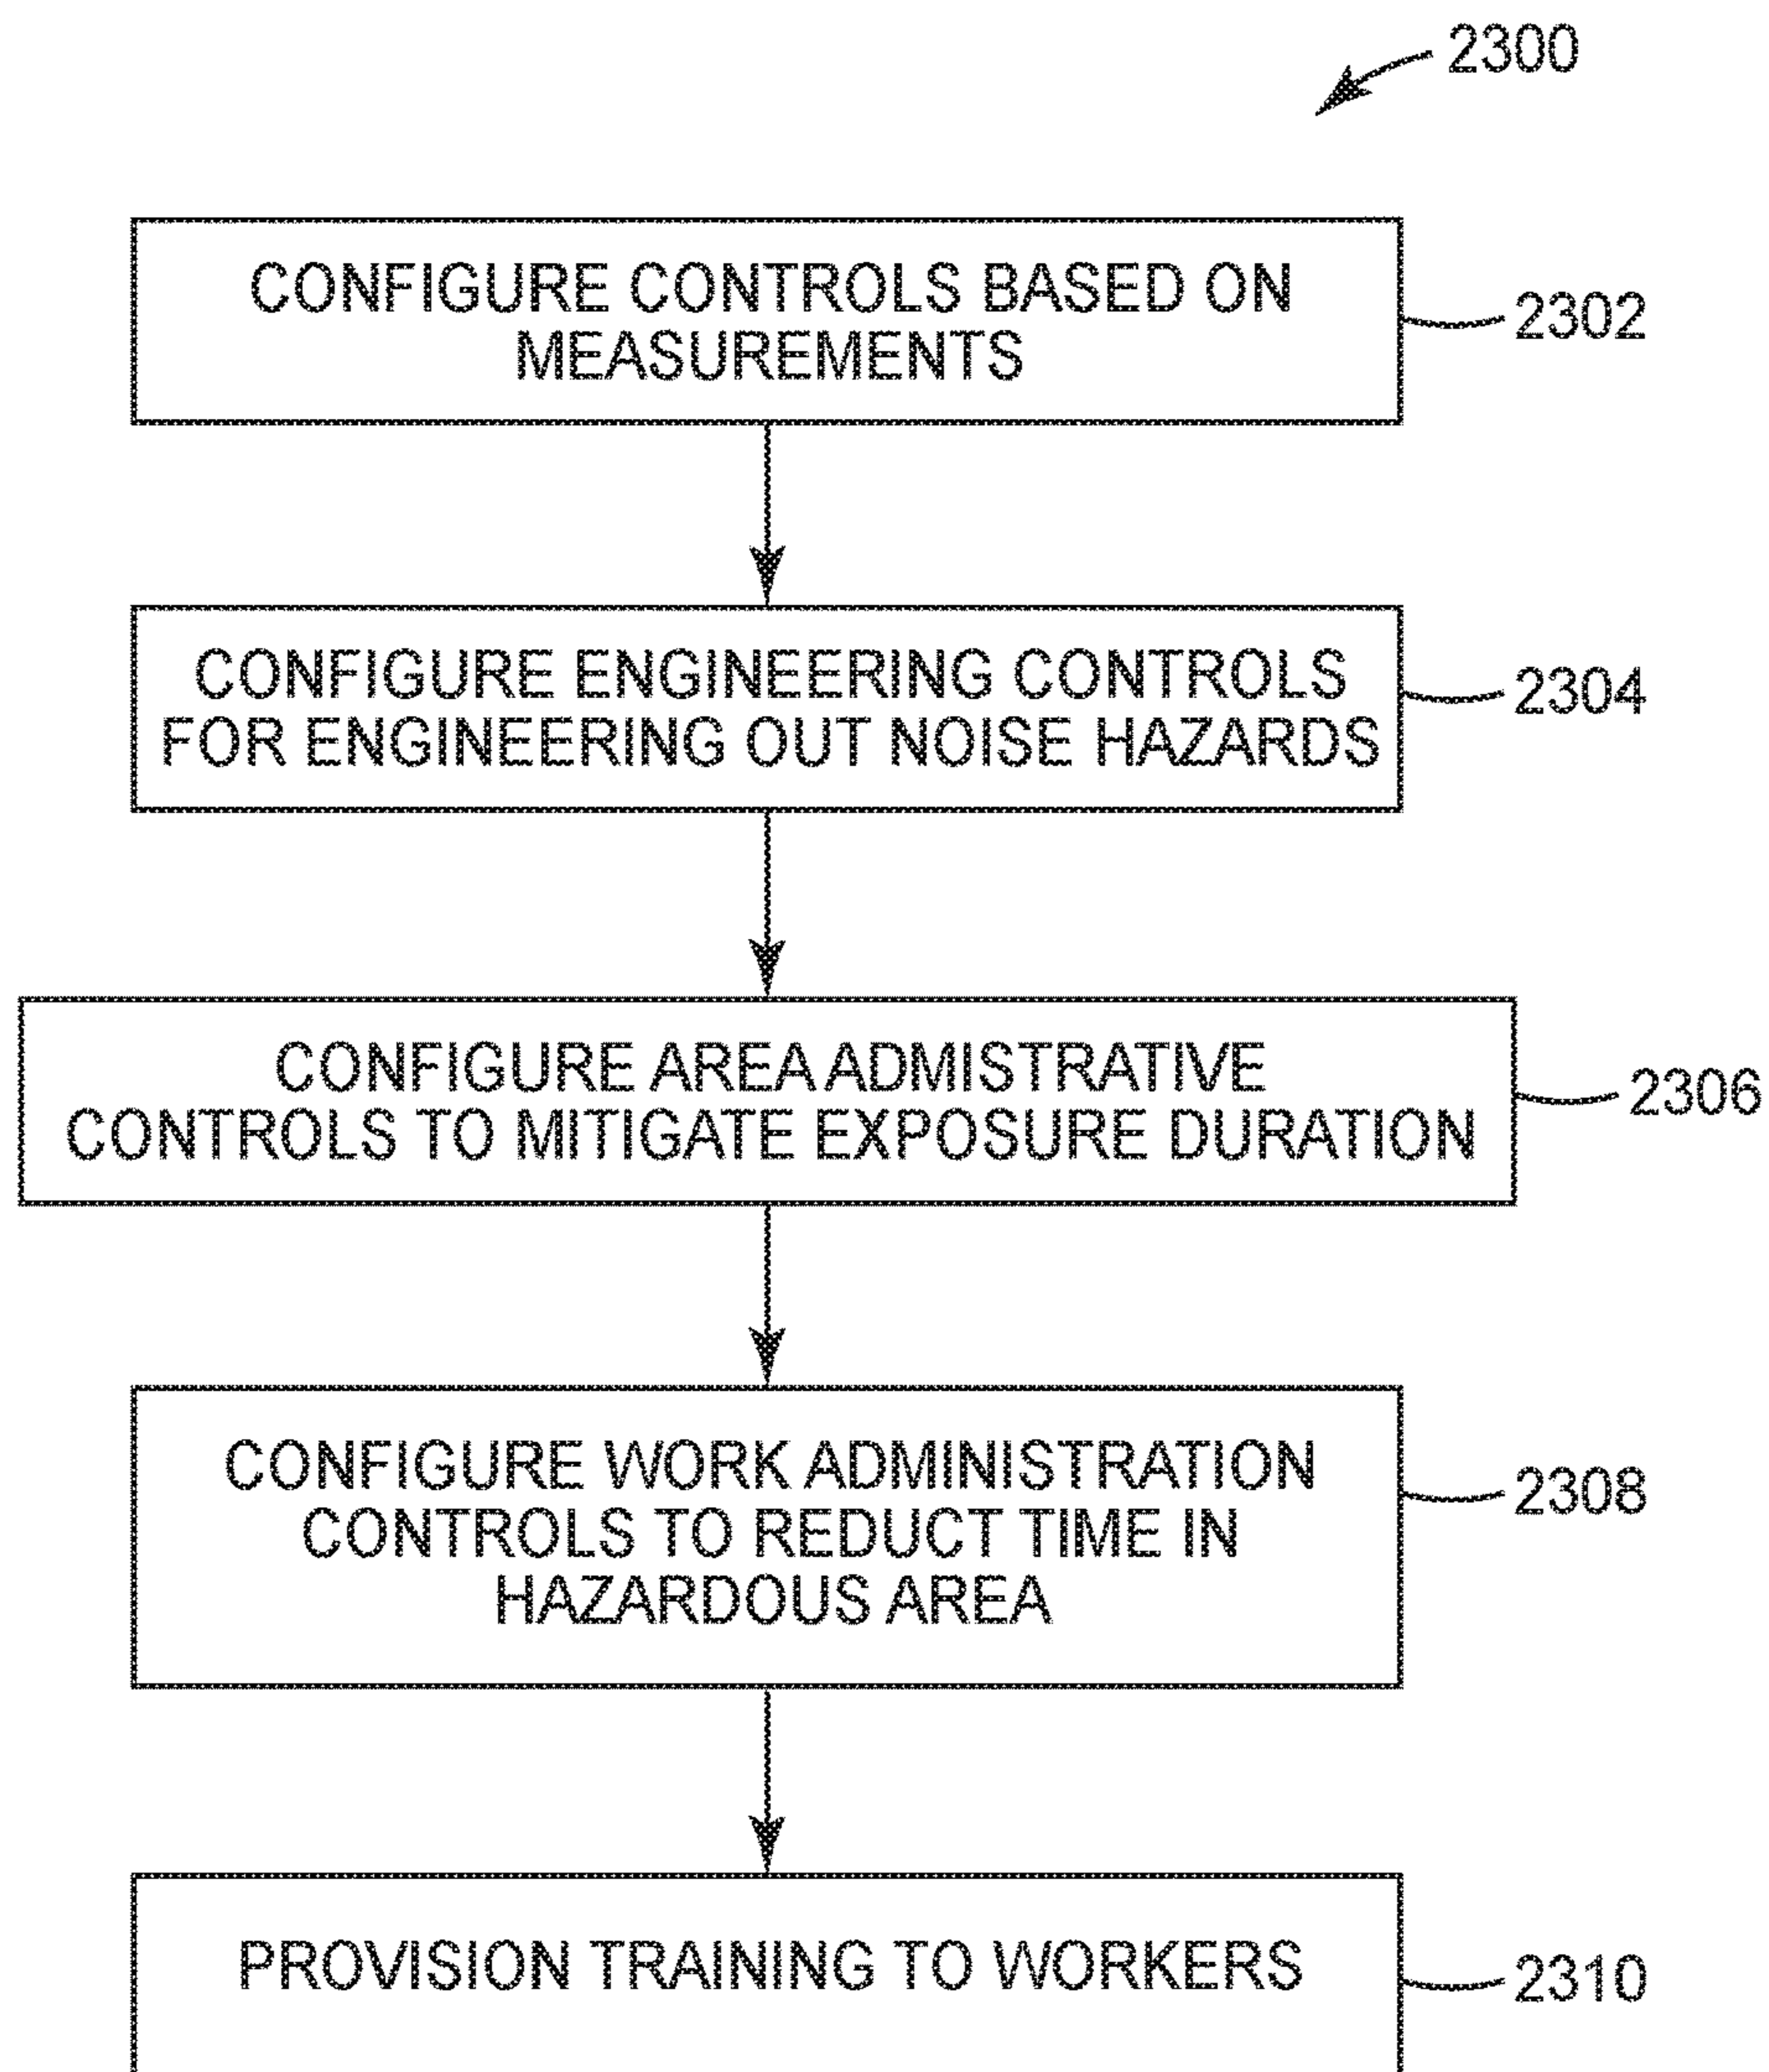 2300
CONFIGURE CONTROLS BASED ON
MEASUREMENTS
2302
CONFIGURE ENGINEERING CONTROLS
FOR ENGINEERING OUT NOISE HAZARDS
2304
CONFIGURE AREA ADMISTRATIVE
CONTROLS TO MITIGATE EXPOSURE DURATION
2306
CONFIGURE WORK ADMINISTRATION
CONTROLS TO REDUCT TIME IN
HAZARDOUS AREA
2308
PROVISION TRAINING TO WORKERS
2310